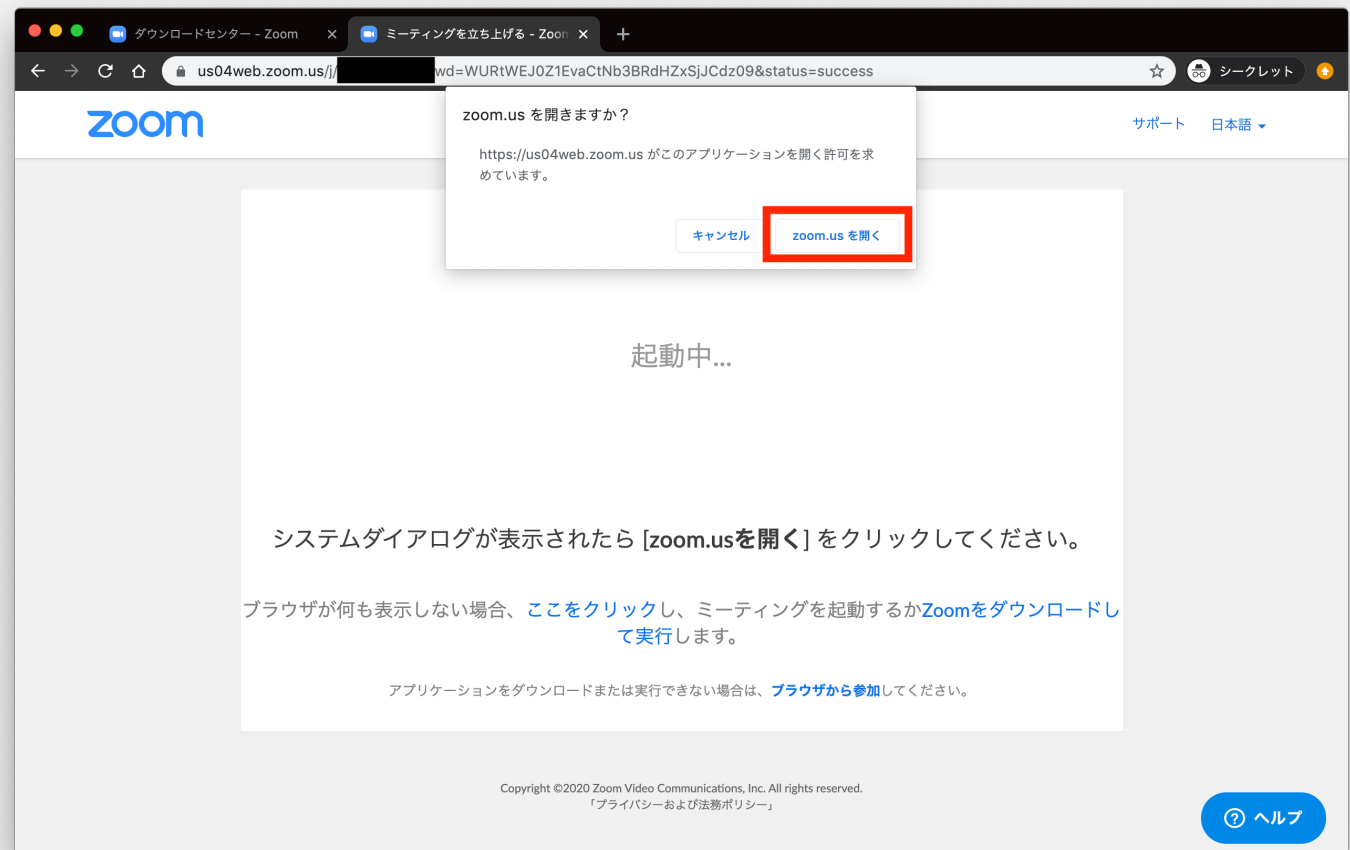 ダウンロードセンター - Zoom
ミーティングを立ち上げる - Zoom
us04web.zoom.us/j/ wd=WURtWEJ0Z1EvaCtNb3BRdHZxSjJCdz09&status=success
シークレット
zoom
サポート 日本語
zoom.us を開きますか？
https://us04web.zoom.us がこのアプリケーションを開く許可を求
めています。
キャンセル zoom.us を開く
起動中...
システムダイアログが表示されたら [zoom.usを開く] をクリックしてください。
ブラウザが何も表示しない場合、ここをクリックし、ミーティングを起動するかZoomをダウンロードし
て実行します。
アプリケーションをダウンロードまたは実行できない場合は、ブラウザから参加してください。
Copyright ©2020 Zoom Video Communications, Inc. All rights reserved.
「プライバシーおよび法務ポリシー」
ヘルプ